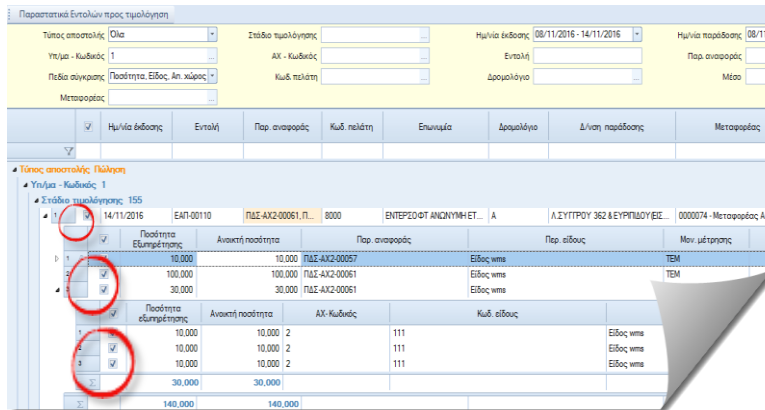 Παραστατικά Εντολών προς τιμολόγηση
Τύπος αποστολής Όλα Στάδιο τιμολόγησης ... Ημ/νία έκδοσης 08/11/2016 - 14/11/2016 Ημ/νία παράδοσης 08/11
Υπ/μα - Κωδικός 1 ... ΑΧ - Κωδικός ... Εντολή Παρ. αναφοράς
Πεδία σύγκρισης Ποσότητα, Είδος, Απ. χώρος, Κωδ. πελάτη ... Δρομολόγιο ... Μέσο
Μεταφορέας ...
Ημ/νία έκδοσης Εντολή Παρ. αναφοράς Κωδ. πελάτη Επωνυμία Δρομολόγιο Δ/νση παράδοσης Μεταφορέας
Τύπος αποστολής Πώληση
Υπ/μα - Κωδικός 1
Στάδιο τιμολόγησης 155
1 14/11/2016 ΕΑΠ-00110 ΠΔΣ-ΑΧ2-00061, Π... 8000 ΕΝΤΕΡΣΟΦΤ ΑΝΩΝΥΜΗ ΕΤ... Α Λ.ΣΥΓΓΡΟΥ 362 & ΕΥΡΙΠΙΔΟΥ (ΕΙΣ... 0000074 - Μεταφορέας Α
Ποσότητα Εξυπηρέτησης Ανοικτή ποσότητα Παρ. αναφοράς Περ. είδους Μον. μέτρησης
1 10,000 10,000 ΠΔΣ-ΑΧ2-00057 Είδος wms ΤΕΜ
2 100,000 100,000 ΠΔΣ-ΑΧ2-00061 Είδος wms ΤΕΜ
3 30,000 30,000 ΠΔΣ-ΑΧ2-00061 Είδος wms
Ποσότητα εξυπηρέτησης Ανοικτή ποσότητα ΑΧ- Κωδικός Κωδ. είδους
1 10,000 10,000 2 111 Είδος wms
2 10,000 10,000 2 111 Είδος wms
3 10,000 10,000 2 111 Είδος wms
Σ 30,000 30,000
Σ 140,000 140,000